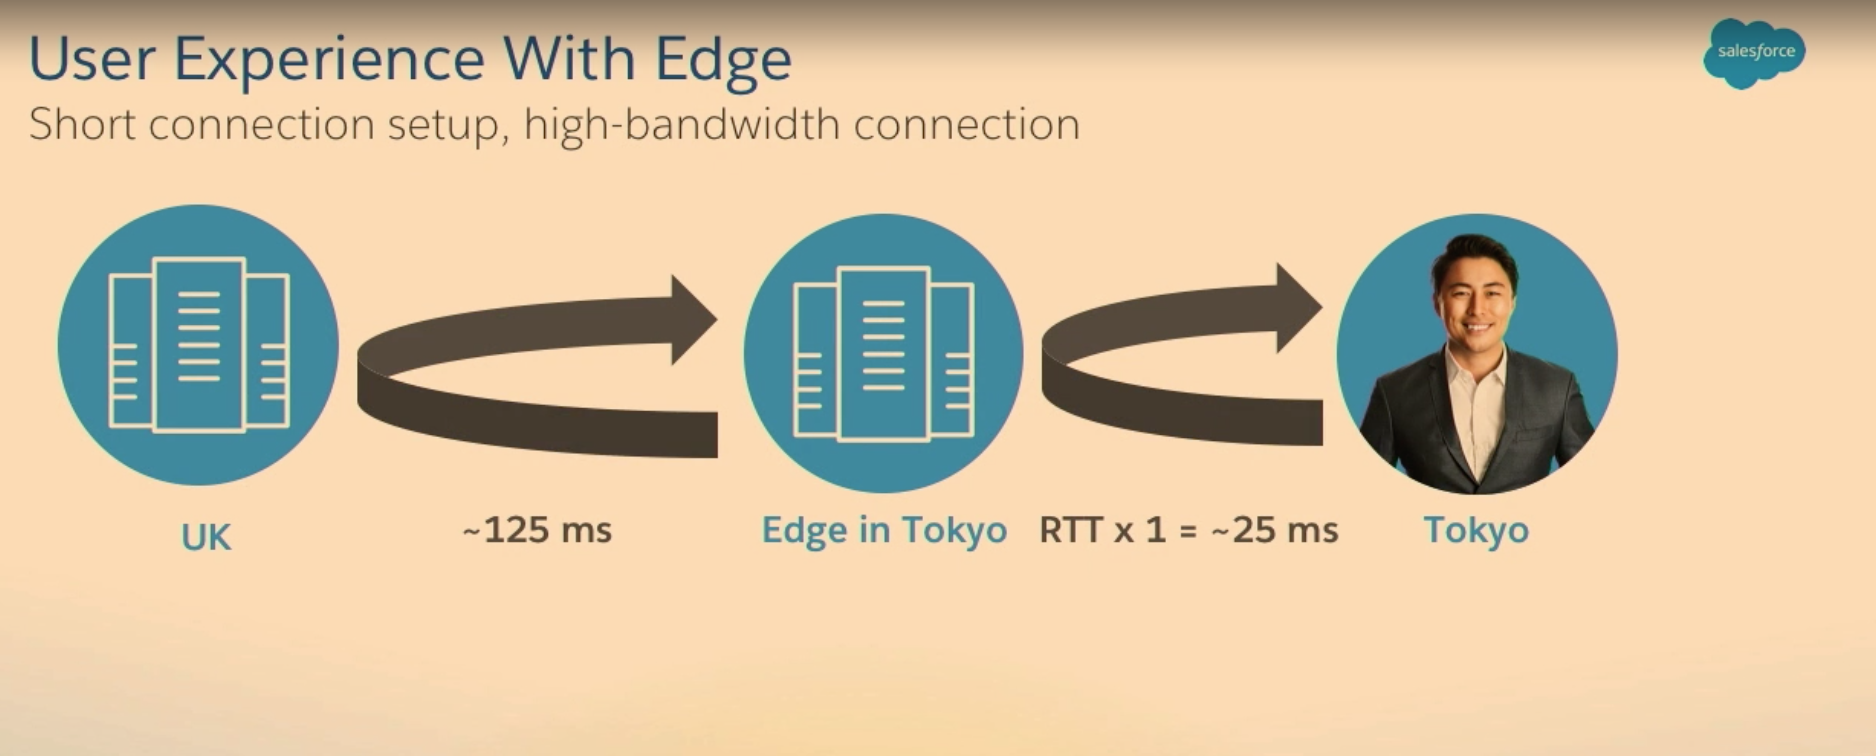 User Experience With Edge
salesforce
Short connection setup, high-bandwidth connection
UK
~125 ms
Edge in Tokyo
RTT x 1 = ~25 ms
Tokyo